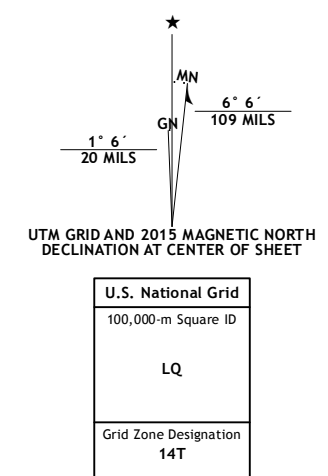 MN
6° 6´
109 MILS
GN
1° 6´
20 MILS
UTM GRID AND 2015 MAGNETIC NORTH
DECLINATION AT CENTER OF SHEET
U.S. National Grid
100,000-m Square ID
LQ
Grid Zone Designation
14T